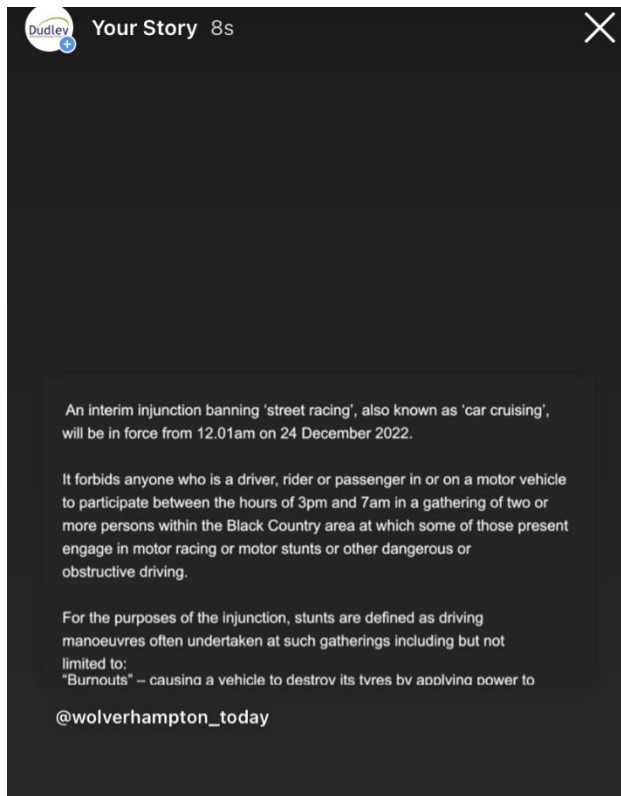 Dudley
Your Story 8s
An interim injunction banning ‘street racing’, also known as ‘car cruising’,
will be in force from 12.01am on 24 December 2022.
It forbids anyone who is a driver, rider or passenger in or on a motor vehicle
to participate between the hours of 3pm and 7am in a gathering of two or
more persons within the Black Country area at which some of those present
engage in motor racing or motor stunts or other dangerous or
obstructive driving.
For the purposes of the injunction, stunts are defined as driving
manoeuvres often undertaken at such gatherings including but not
limited to:
“Burnouts” – causing a vehicle to destroy its tyres by applying power to
@wolverhampton_today